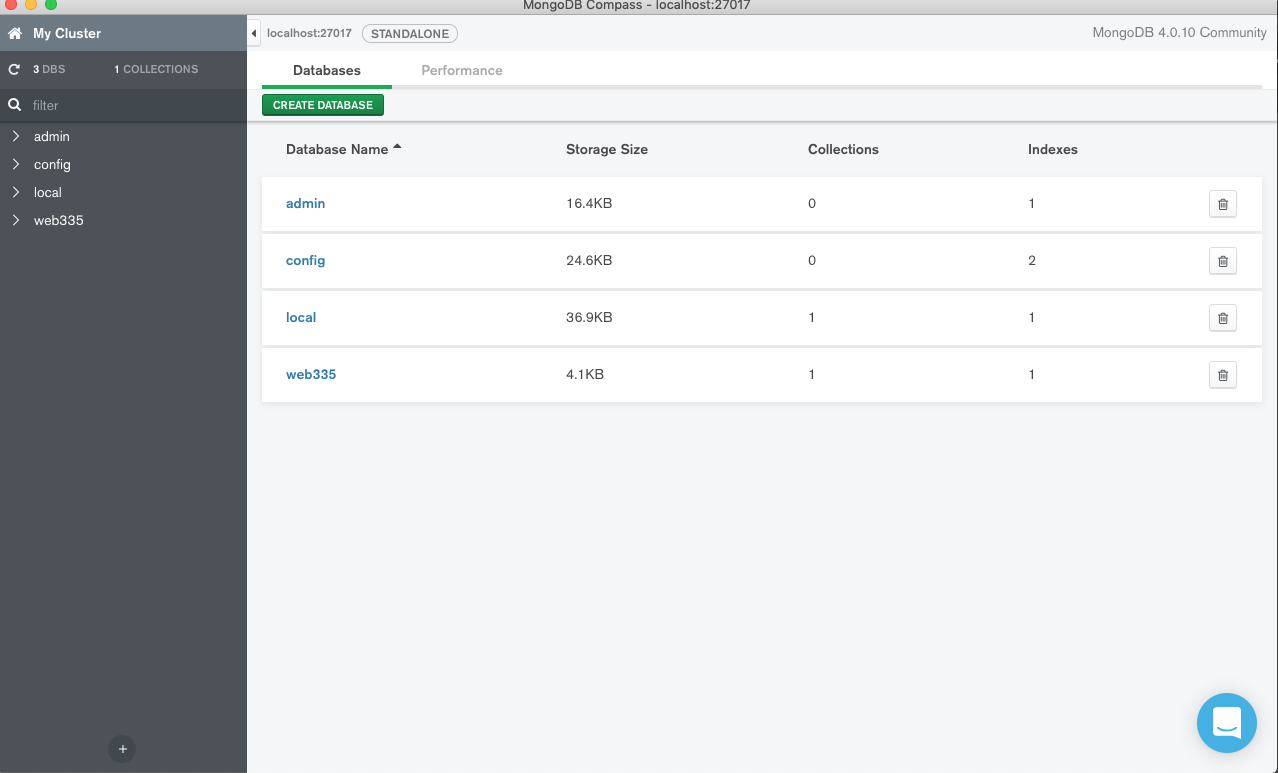 MongoDB Compass - localhost:27017
My Cluster
localhost:27017 STANDALONE MongoDB 4.0.10 Community
3 DBS 1 COLLECTIONS
Databases Performance
filter
CREATE DATABASE
admin
config
local
web335
Database Name Storage Size Collections Indexes
admin 16.4KB 0 1
config 24.6KB 0 2
local 36.9KB 1 1
web335 4.1KB 1 1